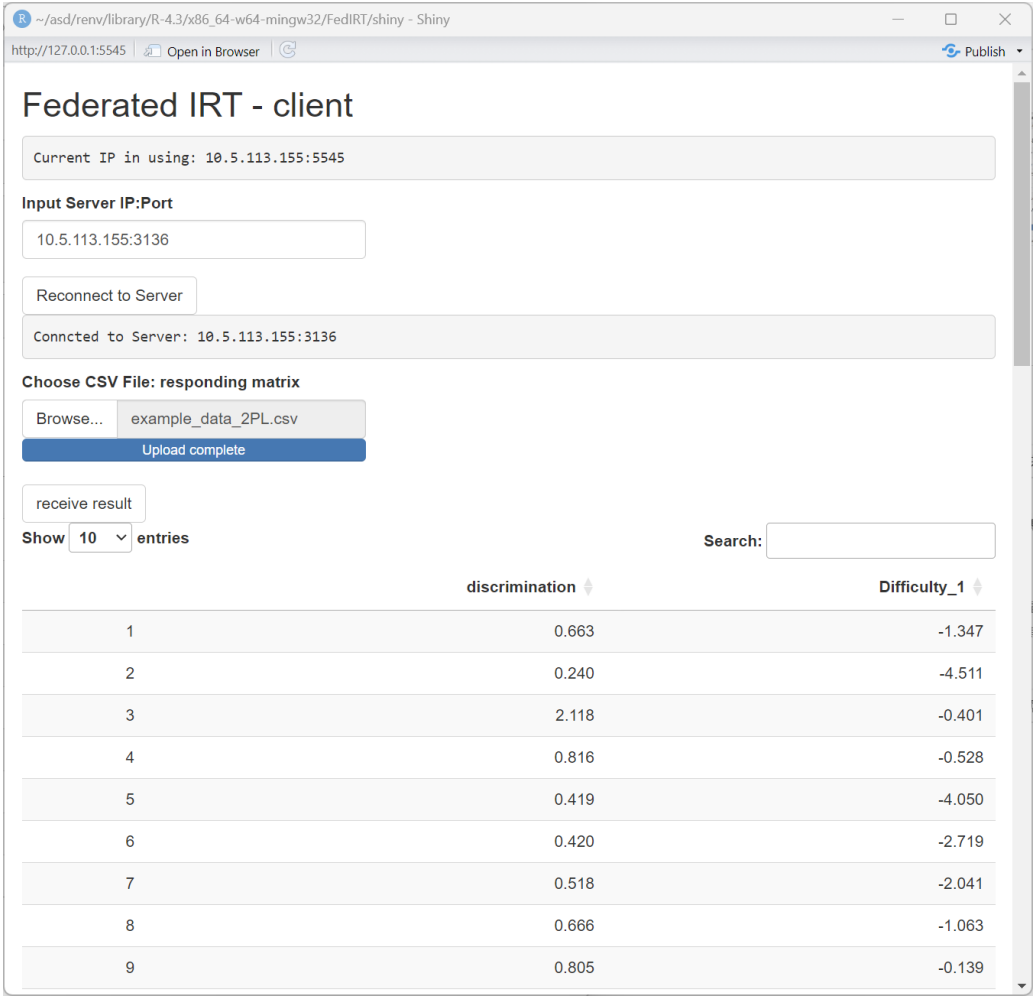 R ~/asd/renv/library/R-4.3/x86_64-w64-mingw32/FedIRT/shiny - Shiny
http://127.0.0.1:5545 Open in Browser Publish
Federated IRT - client
Current IP in using: 10.5.113.155:5545
Input Server IP:Port
10.5.113.155:3136
Reconnect to Server
Conncted to Server: 10.5.113.155:3136
Choose CSV File: responding matrix
Browse... example_data_2PL.csv
Upload complete
receive result
Show 10 entries Search:
discrimination Difficulty_1
1 0.663 -1.347
2 0.240 -4.511
3 2.118 -0.401
4 0.816 -0.528
5 0.419 -4.050
6 0.420 -2.719
7 0.518 -2.041
8 0.666 -1.063
9 0.805 -0.139